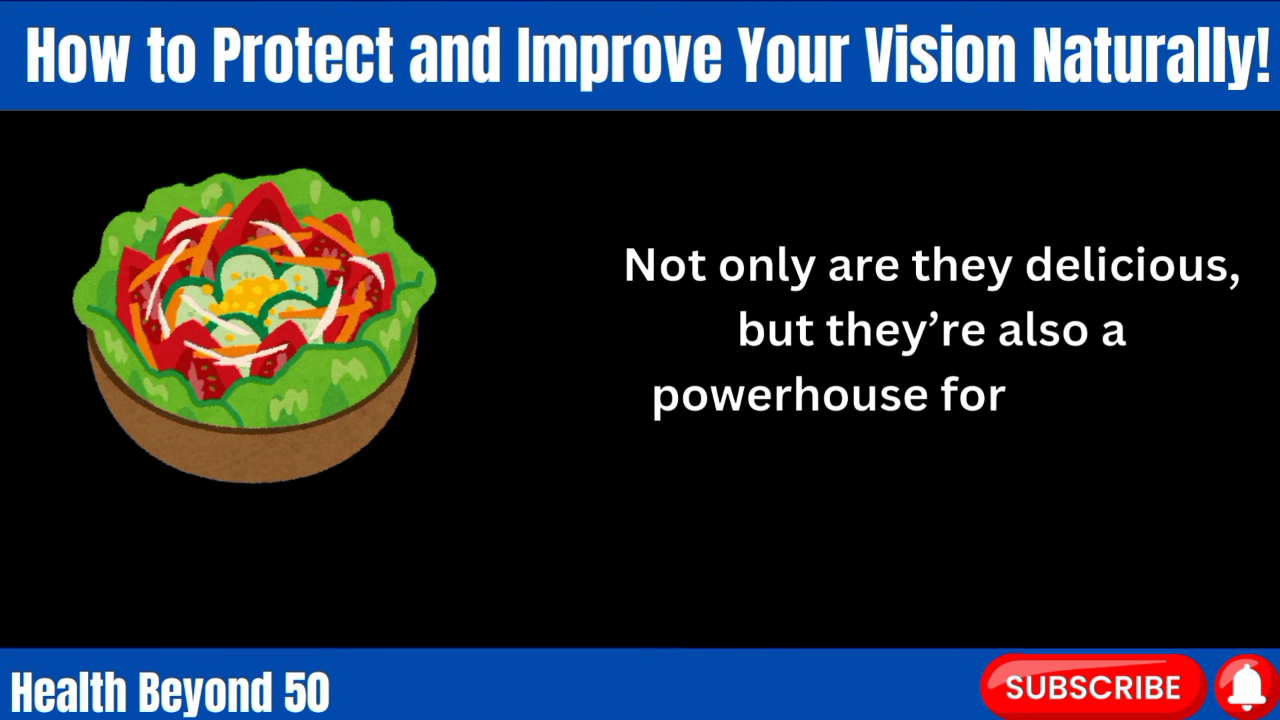 How to Protect and Improve Your Vision Naturally!
Not only are they delicious,
but they’re also a
powerhouse for
Health Beyond 50
SUBSCRIBE